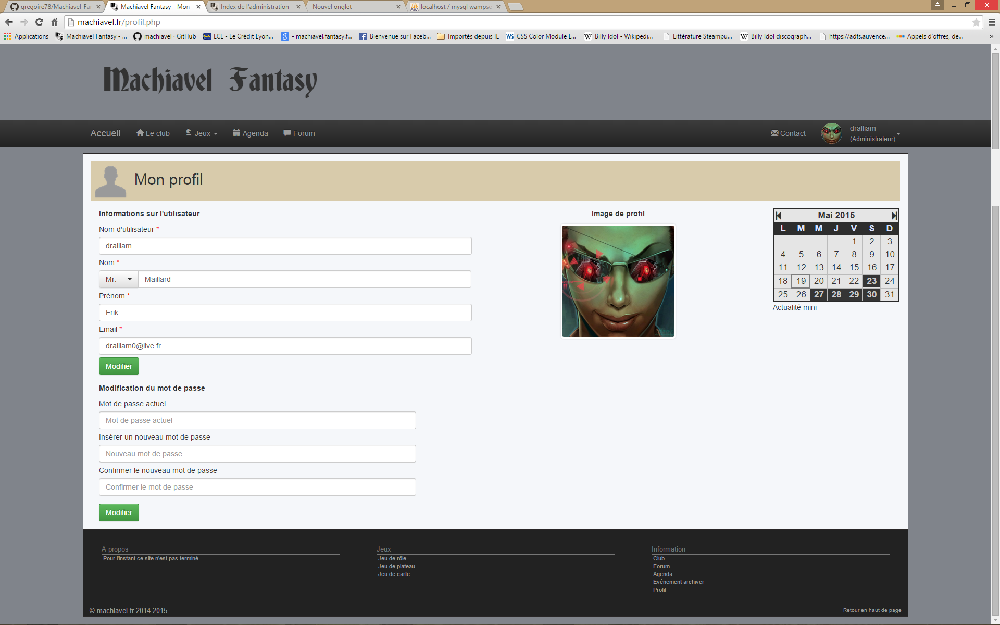 gregoire78/Machiavel-Fan
Machiavel Fantasy - Mon
Index de l'administration
Nouvel onglet
localhost / mysql wampse
machiavel.fr/profil.php
Applications
Machiavel Fantasy - ...
machiavel · GitHub
LCL - Le Crédit Lyon...
- machiavel.fantasy.f...
Bienvenue sur Faceb...
Importés depuis IE
W3 CSS Color Module L...
W Billy Idol - Wikipedi...
Littérature Steampu...
W Billy Idol discograph...
https://adfs.auvence...
Appels d'offres, de...
»
Machiavel Fantasy
Accueil
Le club
Jeux
Agenda
Forum
Contact
dralliam
(Administrateur)
Mon profil
Informations sur l'utilisateur
Nom d'utilisateur *
dralliam
Nom *
Mr.
Maillard
Prénom *
Erik
Email *
dralliam0@live.fr
Modifier
Modification du mot de passe
Mot de passe actuel
Mot de passe actuel
Insérer un nouveau mot de passe
Nouveau mot de passe
Confirmer le nouveau mot de passe
Confirmer le mot de passe
Modifier
Image de profil
Mai 2015
L M M J V S D
1 2 3
4 5 6 7 8 9 10
11 12 13 14 15 16 17
18 19 20 21 22 23 24
25 26 27 28 29 30 31
Actualité mini
A propos
Pour l'instant ce site n'est pas terminé.
Jeux
Jeu de rôle
Jeu de plateau
Jeu de carte
Information
Club
Forum
Agenda
Evénement archiver
Profil
© machiavel.fr 2014-2015
Retour en haut de page